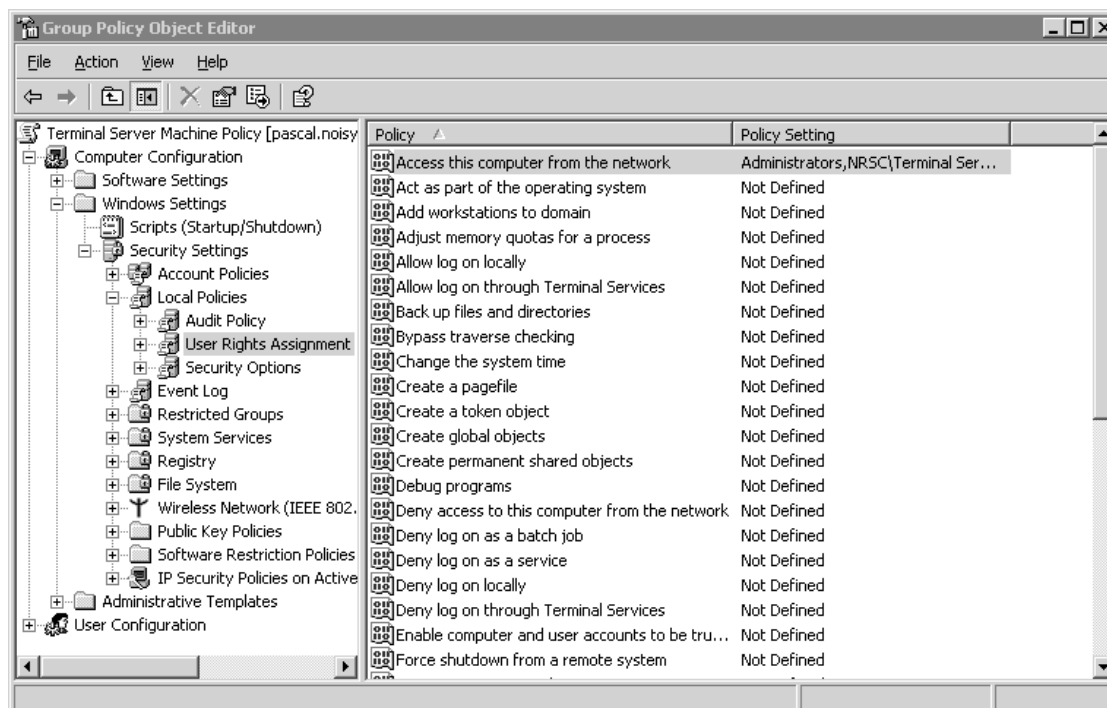 Group Policy Object Editor
File Action View Help
Terminal Server Machine Policy [pascal.noisy
Computer Configuration
Software Settings
Windows Settings
Scripts (Startup/Shutdown)
Security Settings
Account Policies
Local Policies
Audit Policy
User Rights Assignment
Security Options
Event Log
Restricted Groups
System Services
Registry
File System
Wireless Network (IEEE 802.
Public Key Policies
Software Restriction Policies
IP Security Policies on Active
Administrative Templates
User Configuration
Policy Policy Setting
Access this computer from the network Administrators,NRSC\Terminal Ser...
Act as part of the operating system Not Defined
Add workstations to domain Not Defined
Adjust memory quotas for a process Not Defined
Allow log on locally Not Defined
Allow log on through Terminal Services Not Defined
Back up files and directories Not Defined
Bypass traverse checking Not Defined
Change the system time Not Defined
Create a pagefile Not Defined
Create a token object Not Defined
Create global objects Not Defined
Create permanent shared objects Not Defined
Debug programs Not Defined
Deny access to this computer from the network Not Defined
Deny log on as a batch job Not Defined
Deny log on as a service Not Defined
Deny log on locally Not Defined
Deny log on through Terminal Services Not Defined
Enable computer and user accounts to be tru... Not Defined
Force shutdown from a remote system Not Defined